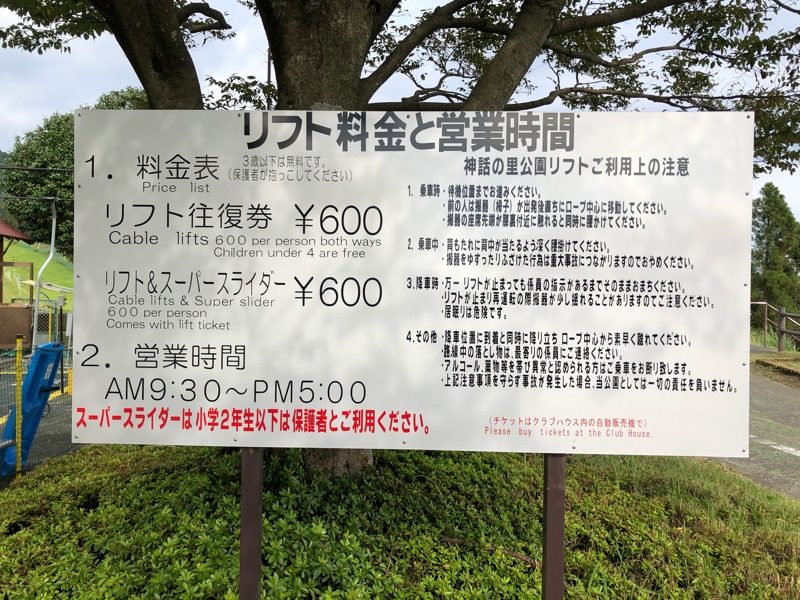 リフト料金と営業時間
1. 料金表
3歳以下は無料です。
(保護者が抱っこしてください)
Price list
リフト往復券 ¥600
Cable lifts 600 per person both ways
Children under 4 are free
リフト&スーパースライダー ¥600
Cable lifts & Super slider
600 per person
Comes with lift ticket
2. 営業時間
AM9:30～PM5:00
スーパースライダーは小学2年生以下は保護者とご利用ください。
神話の里公園リフトご利用上の注意
1. 乗車時・待機位置までお進みください。
・前の人は搬器(椅子)が出発後直ちにロープ中心に移動してください。
・搬器の座席先端が膝裏付近に触れると同時に腰かけてください。
2. 乗車中・背もたれに背中が当たるよう深く腰掛けてください。
・搬器をゆすったりふざけた行為は重大事故につながりますのでおやめください。
3. 降車時・万一 リフトが止まっても係員の指示があるまでそのままおまちください。
・リフトが止まり再運転の際搬器が少し揺れることがありますのでご注意ください。
・居眠りは危険です。
4. その他・降車位置に到着と同時に降り立ち ロープ中心から素早く離れてください。
・路線中の落とし物は、最寄りの係員にご連絡ください。
・アルコール、薬物等を帯び異常と認められる方はご乗車をお断り致します。
・上記注意事項を守らず事故が発生した場合、当公園としては一切の責任を負いません。
(チケットはクラブハウス内の自動販売機で)
Please buy tickets at the Club House